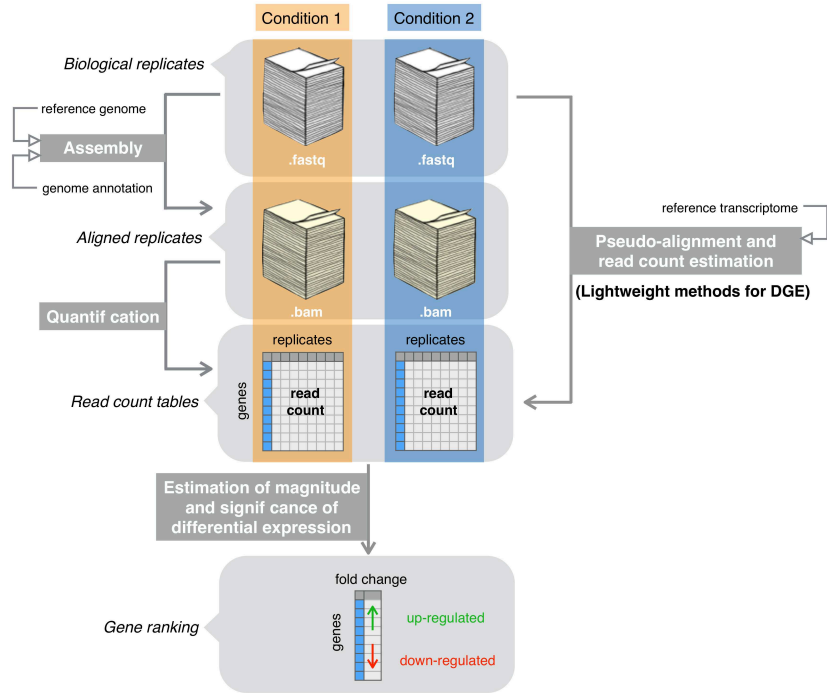 Condition 1
Condition 2
Biological replicates
reference genome
Assembly
genome annotation
.fastq
.fastq
reference transcriptome
Aligned replicates
Pseudo-alignment and
read count estimation
(Lightweight methods for DGE)
Quantif cation
.bam
.bam
replicates
replicates
Read count tables
genes
read
count
read
count
Estimation of magnitude
and signif cance of
differential expression
fold change
Gene ranking
genes
up-regulated
down-regulated